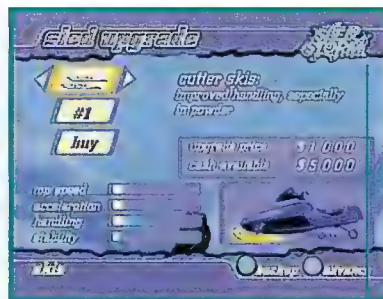 sled upgrade
#1
buy
cutter skis:
improved handling, especially
in powder
upgrade price $1000
cash available $5000
top speed
acceleration
handling
stability